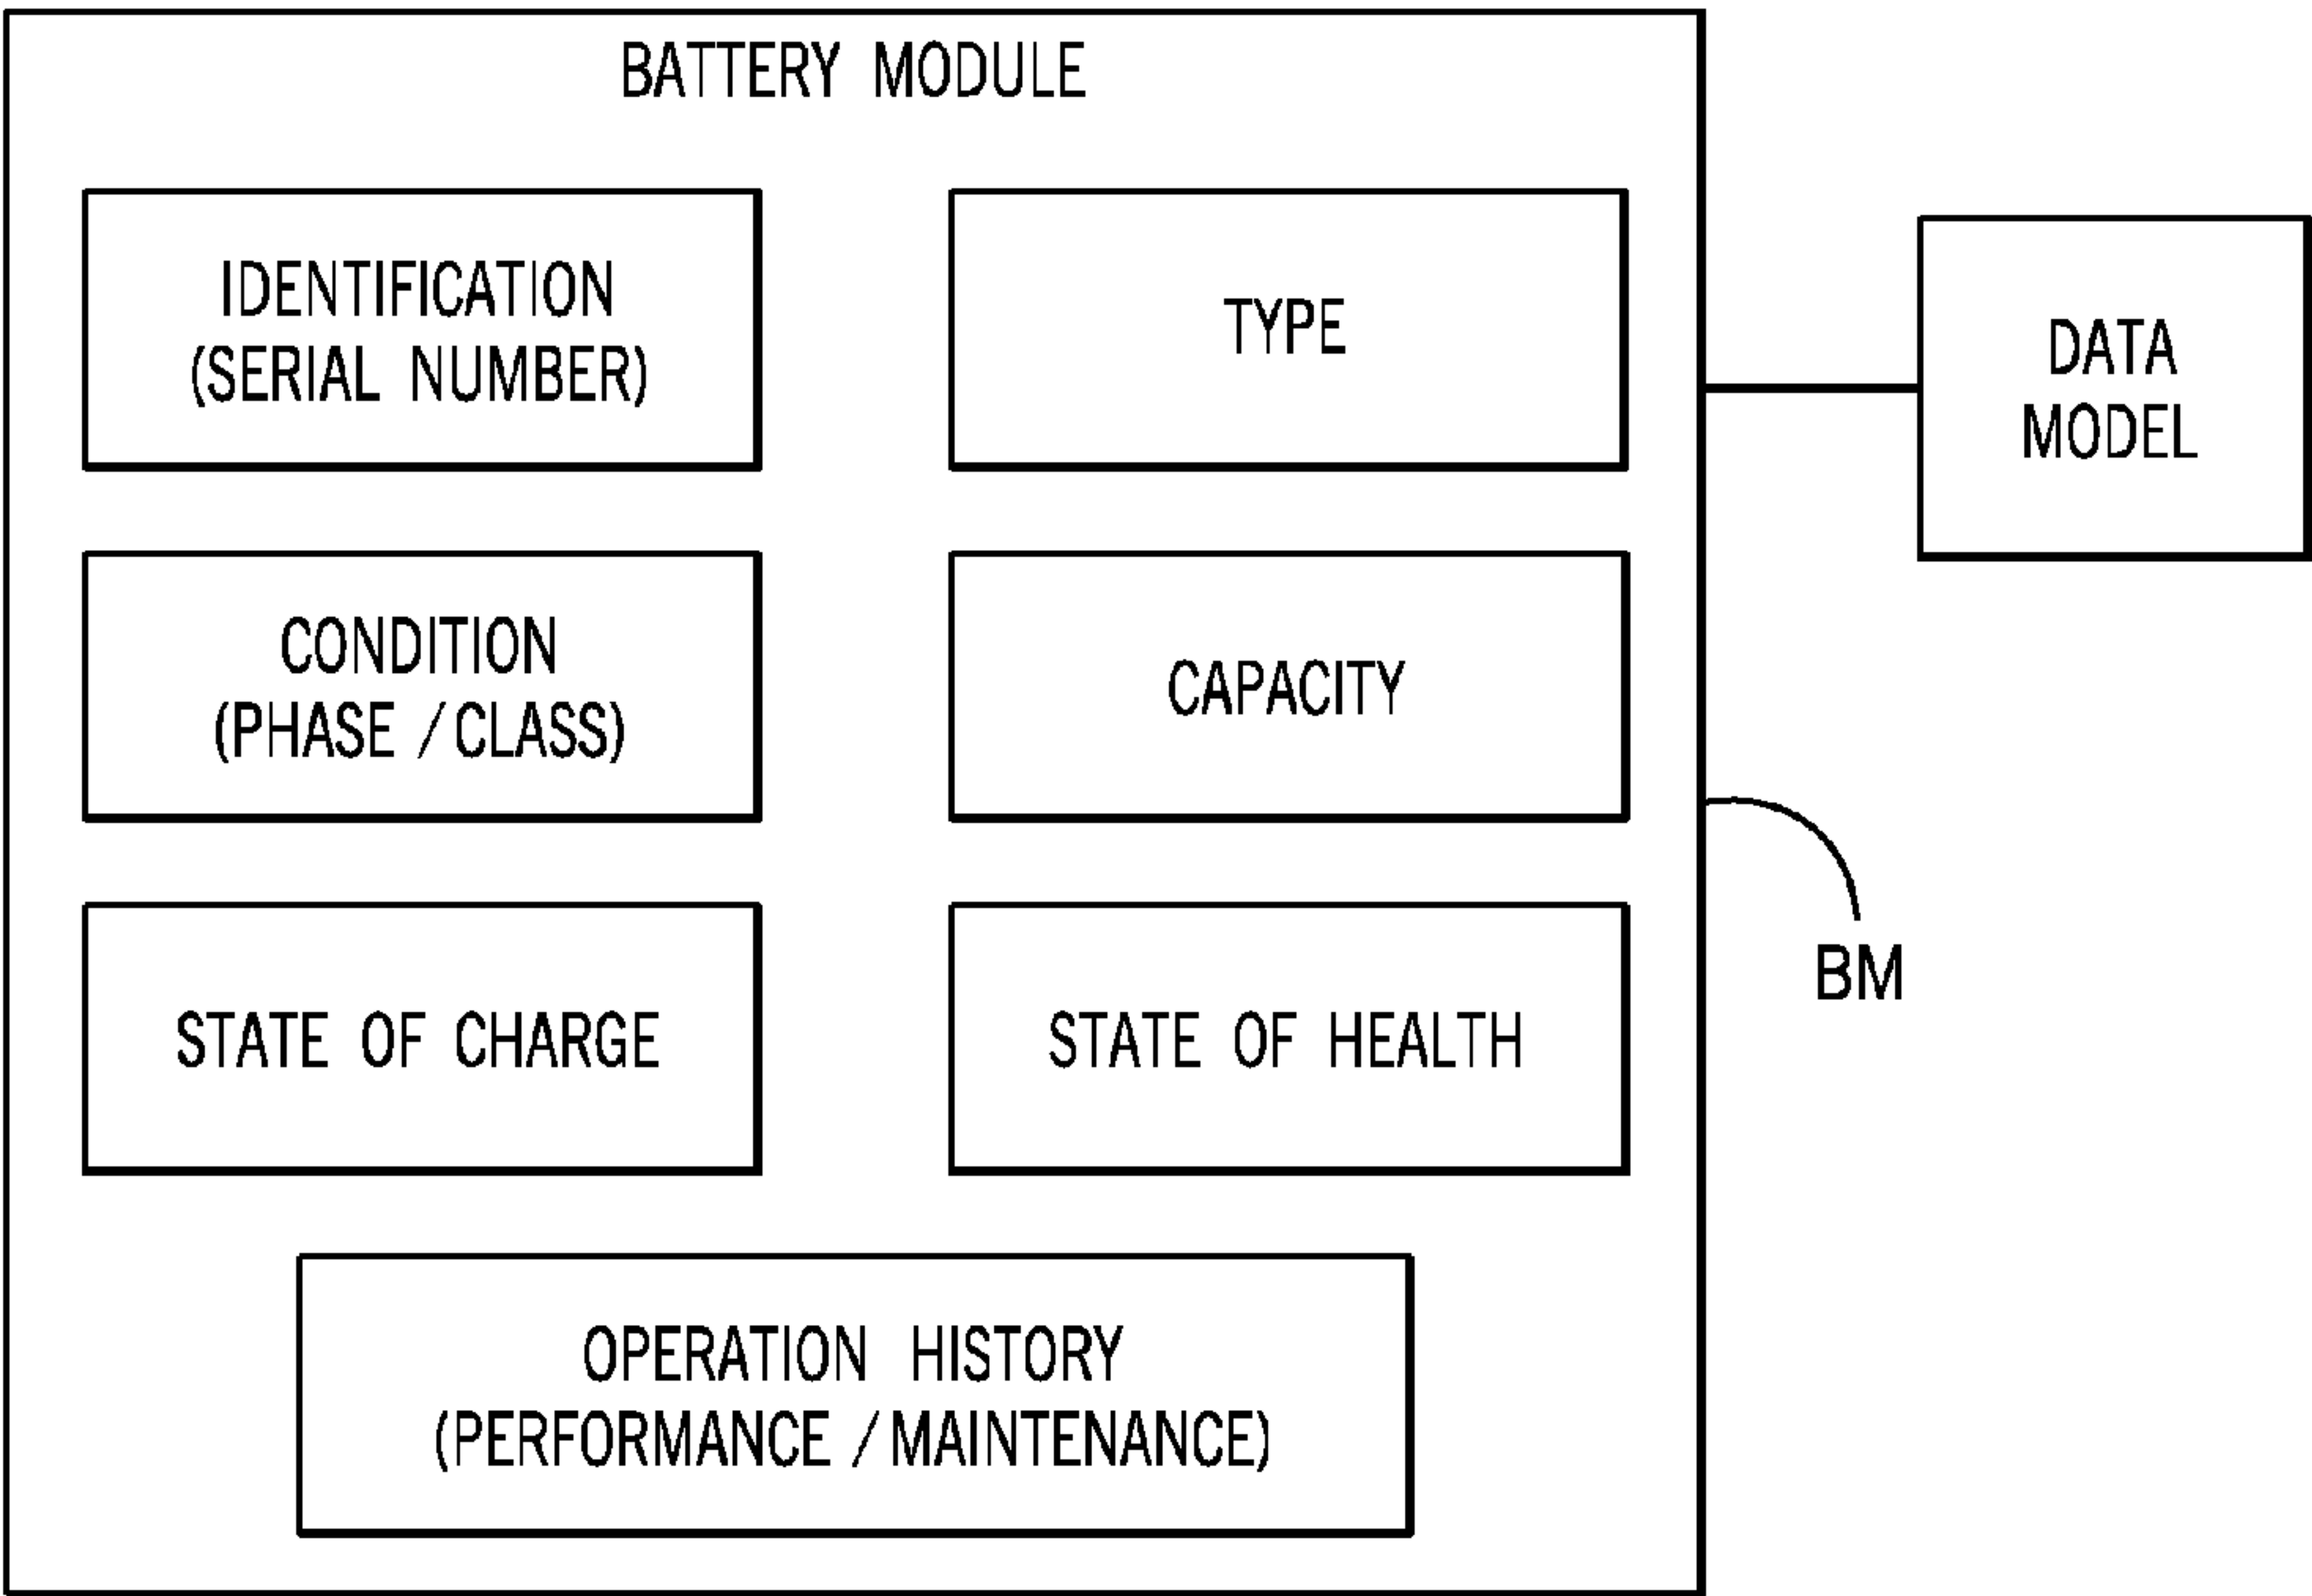 BATTERY MODULE
IDENTIFICATION
(SERIAL NUMBER)
TYPE
DATA
MODEL
CONDITION
(PHASE / CLASS)
CAPACITY
STATE OF CHARGE
STATE OF HEALTH
BM
OPERATION HISTORY
(PERFORMANCE / MAINTENANCE)